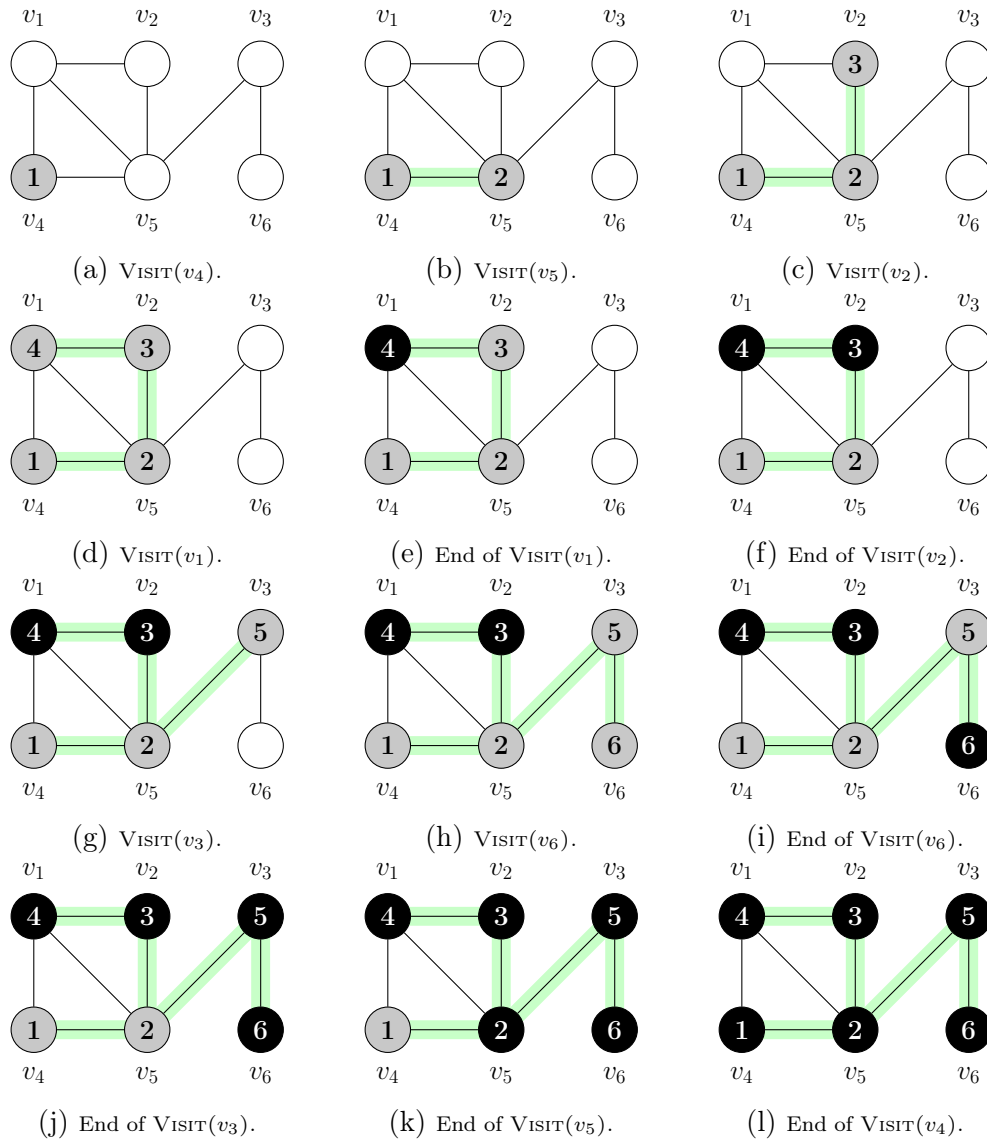 v1 v2 v3 v1 v2 v3 v1 v2 v3
3
1 1 2 1 2
v4 v5 v6 v4 v5 v6 v4 v5 v6
(a) VISIT(v4). (b) VISIT(v5). (c) VISIT(v2).
v1 v2 v3 v1 v2 v3 v1 v2 v3
4 3 4 3 4 3
1 2 1 2 1 2
v4 v5 v6 v4 v5 v6 v4 v5 v6
(d) VISIT(v1). (e) End of VISIT(v1). (f) End of VISIT(v2).
v1 v2 v3 v1 v2 v3 v1 v2 v3
4 3 5 4 3 5 4 3 5
1 2 1 2 6 1 2 6
v4 v5 v6 v4 v5 v6 v4 v5 v6
(g) VISIT(v3). (h) VISIT(v6). (i) End of VISIT(v6).
v1 v2 v3 v1 v2 v3 v1 v2 v3
4 3 5 4 3 5 4 3 5
1 2 6 1 2 6 1 2 6
v4 v5 v6 v4 v5 v6 v4 v5 v6
(j) End of VISIT(v3). (k) End of VISIT(v5). (l) End of VISIT(v4).